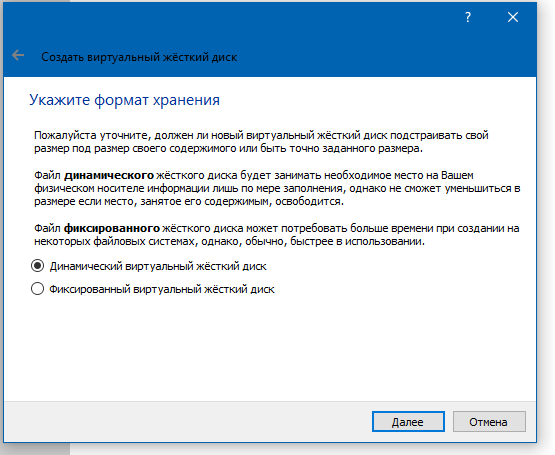 ?
Создать виртуальный жёсткий диск
Укажите формат хранения
Пожалуйста уточните, должен ли новый виртуальный жёсткий диск подстраивать свой
размер под размер своего содержимого или быть точно заданного размера.
Файл динамического жёсткого диска будет занимать необходимое место на Вашем
физическом носителе информации лишь по мере заполнения, однако не сможет уменьшиться в
размере если место, занятое его содержимым, освободится.
Файл фиксированного жёсткого диска может потребовать больше времени при создании на
некоторых файловых системах, однако, обычно, быстрее в использовании.
Динамический виртуальный жёсткий диск
Фиксированный виртуальный жёсткий диск
Далее
Отмена